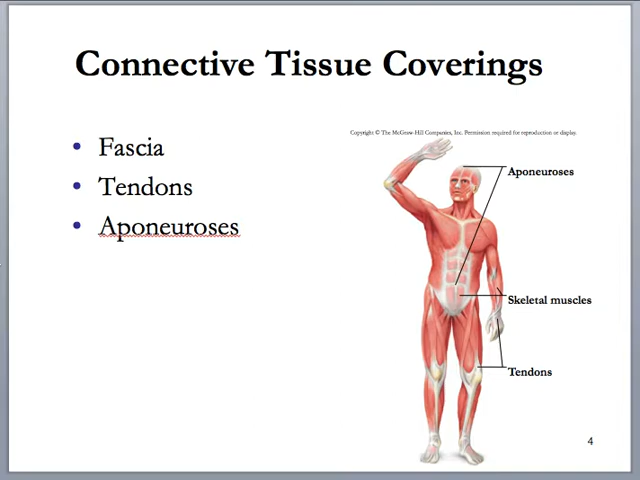 Connective Tissue Coverings
• Fascia
• Tendons
• Aponeuroses
Copyright © The McGraw-Hill Companies, Inc. Permission required for reproduction or display.
Aponeuroses
Skeletal muscles
Tendons
4